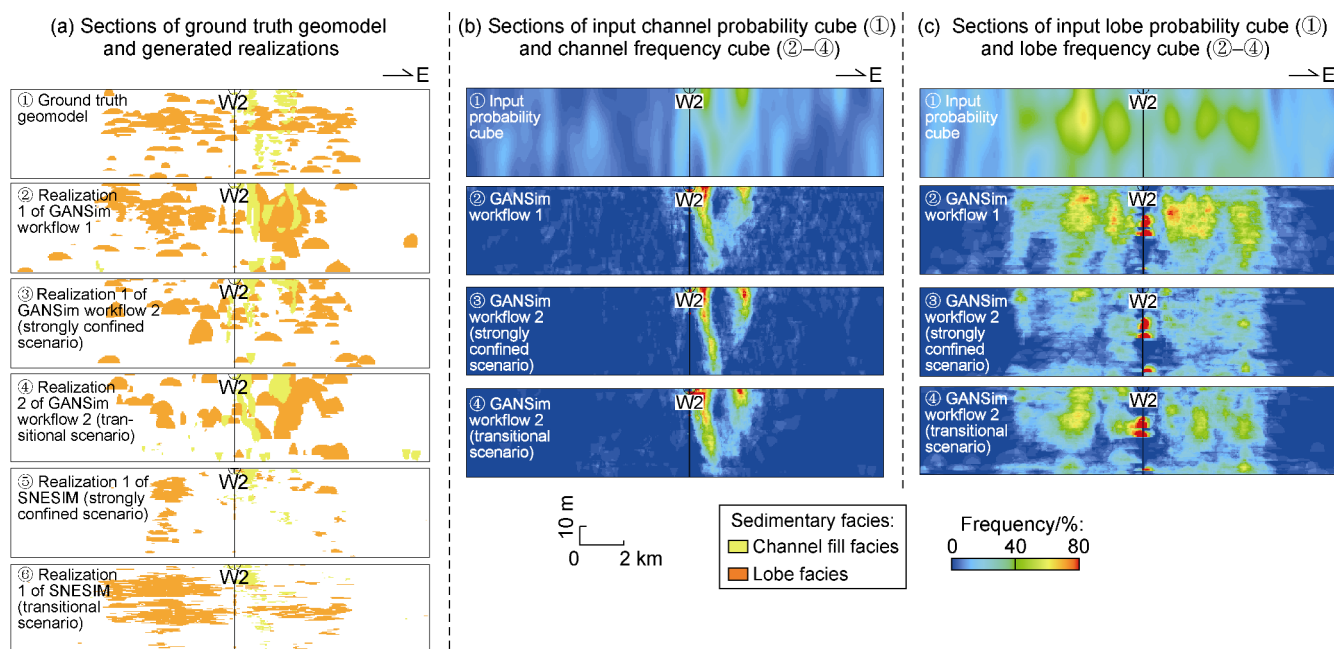 (a) Sections of ground truth geomodel
and generated realizations
E
① Ground truth
geomodel
W2
② Realization
1 of GANSim
workflow 1
W2
③ Realization 1 of
GANSim workflow 2
(strongly confined
scenario)
W2
④ Realization
2 of GANSim
workflow 2 (tran-
sitional scenario)
W2
⑤ Realization 1 of
SNESIM (strongly
confined scenario)
W2
⑥ Realization
1 of SNESIM
(transitional
scenario)
W2
(b) Sections of input channel probability cube (①)
and channel frequency cube (②–④)
E
① Input
probability
cube
W2
② GANSim
workflow 1
W2
③ GANSim
workflow 2
(strongly
confined
scenario)
W2
④ GANSim
workflow 2
(transitional
scenario)
W2
10 m
0 2 km
Sedimentary facies:
Channel fill facies
Lobe facies
(c) Sections of input lobe probability cube (①)
and lobe frequency cube (②–④)
E
① Input
probability
cube
W2
② GANSim
workflow 1
W2
③ GANSim
workflow 2
(strongly
confined
scenario)
W2
④ GANSim
workflow 2
(transitional
scenario)
W2
Frequency/%:
0 40 80